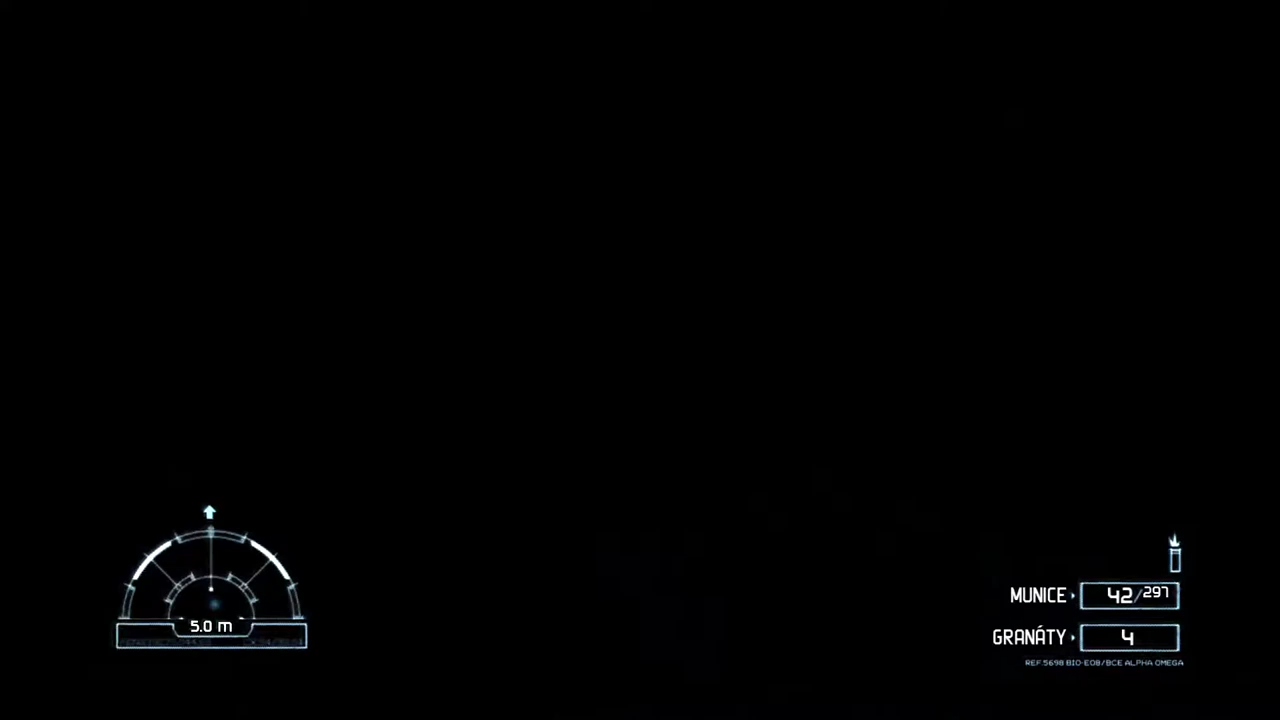 5.0 m
MUNICE 42/297
GRANÁTY 4
REF.5698 BIO-E08/BCE ALPHA OMEGA